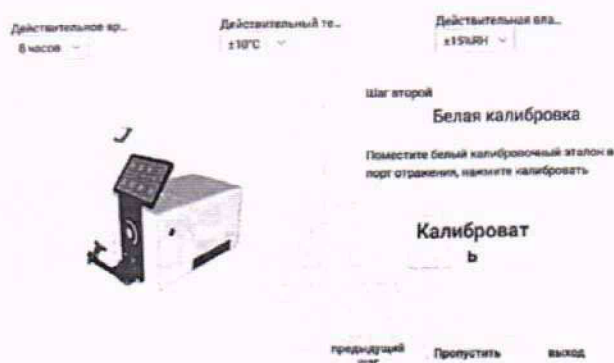 Действительное вр...
8 часов
Действительный те...
±10°C
Действительная вла...
±15%RH
Шаг второй
Белая калибровка
Поместите белый калибровочный эталон в
порт отражения, нажмите калибровать
Калиброват
ь
предыдущий
шаг
Пропустить
выход